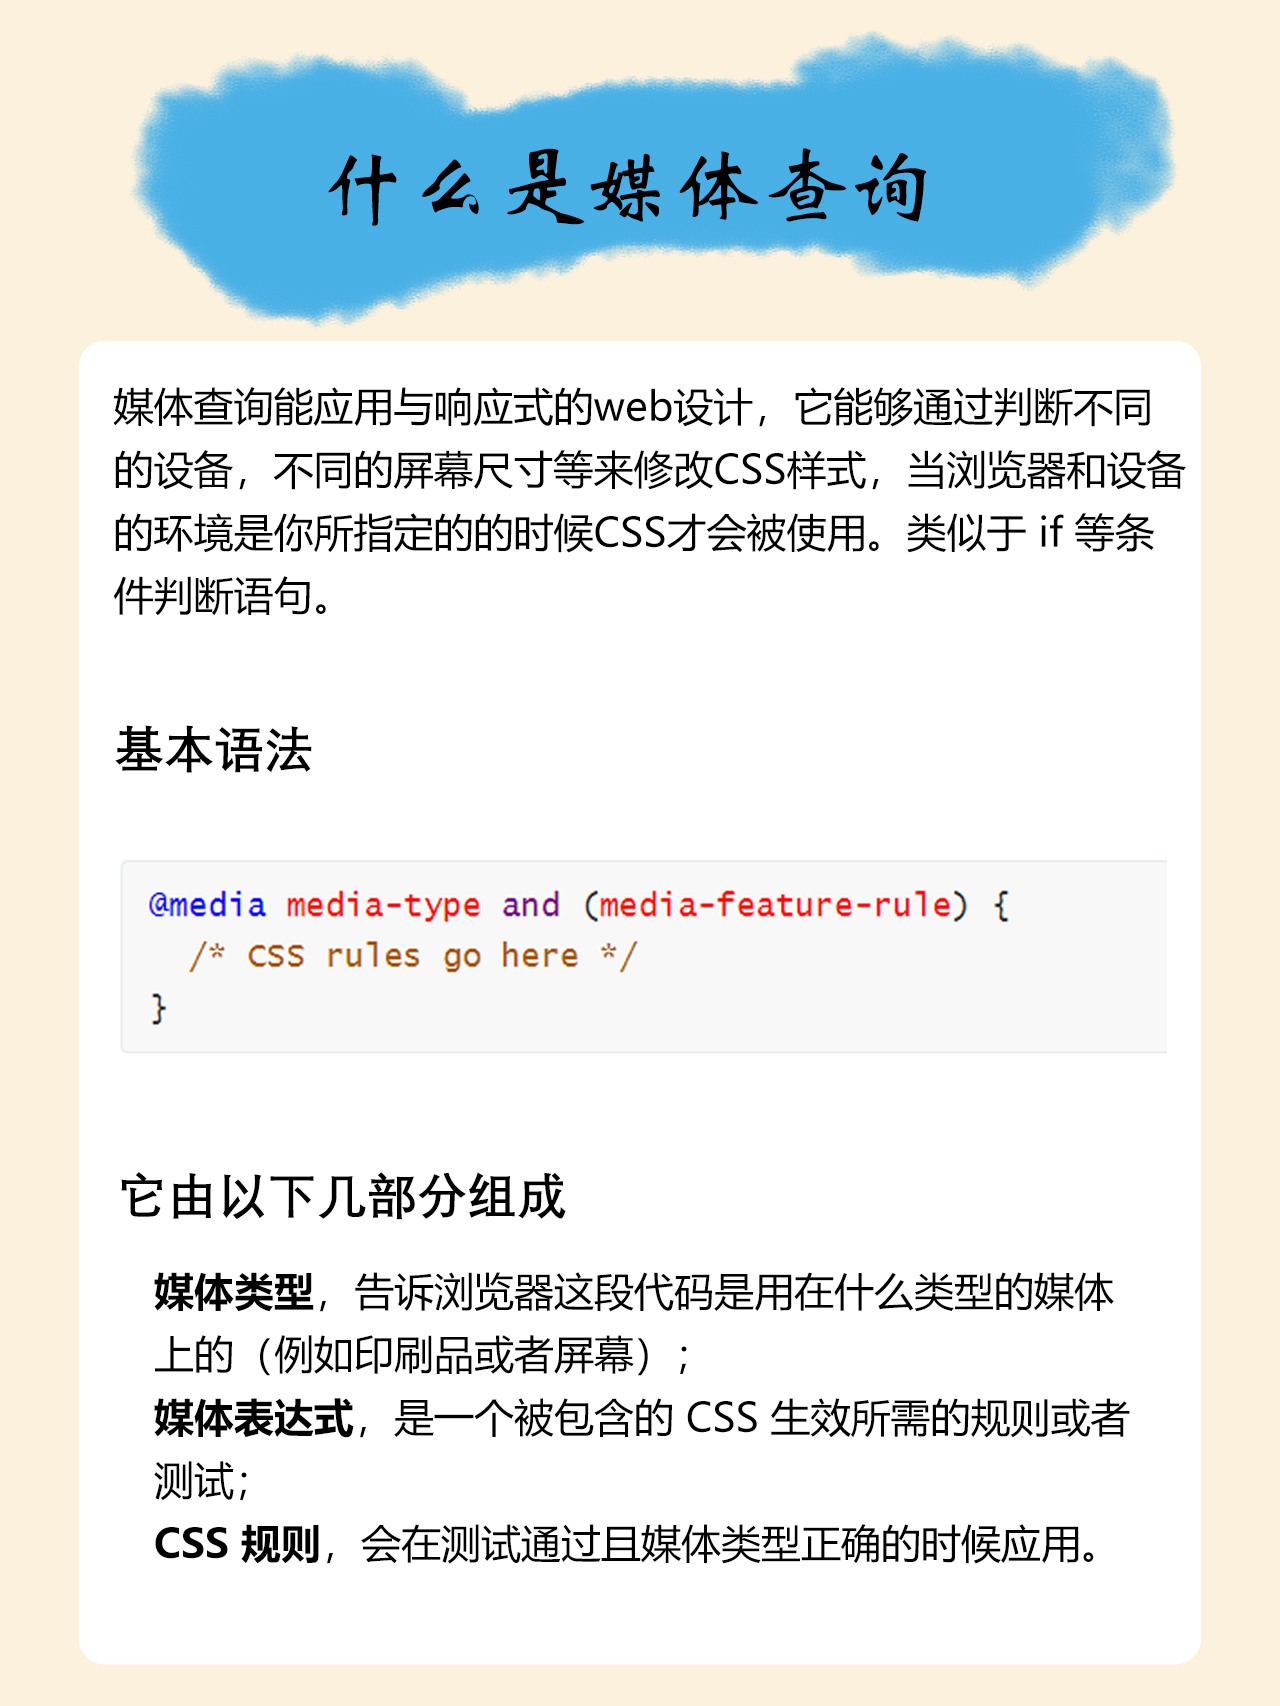 什么是媒体查询
媒体查询能应用与响应式的web设计，它能够通过判断不同
的设备，不同的屏幕尺寸等来修改CSS样式，当浏览器和设备
的环境是你所指定的的时候CSS才会被使用。类似于 if 等条
件判断语句。
基本语法
@media media-type and (media-feature-rule) {
  /* CSS rules go here */
}
它由以下几部分组成
媒体类型，告诉浏览器这段代码是用在什么类型的媒体
上的（例如印刷品或者屏幕）；
媒体表达式，是一个被包含的 CSS 生效所需的规则或者
测试；
CSS 规则，会在测试通过且媒体类型正确的时候应用。